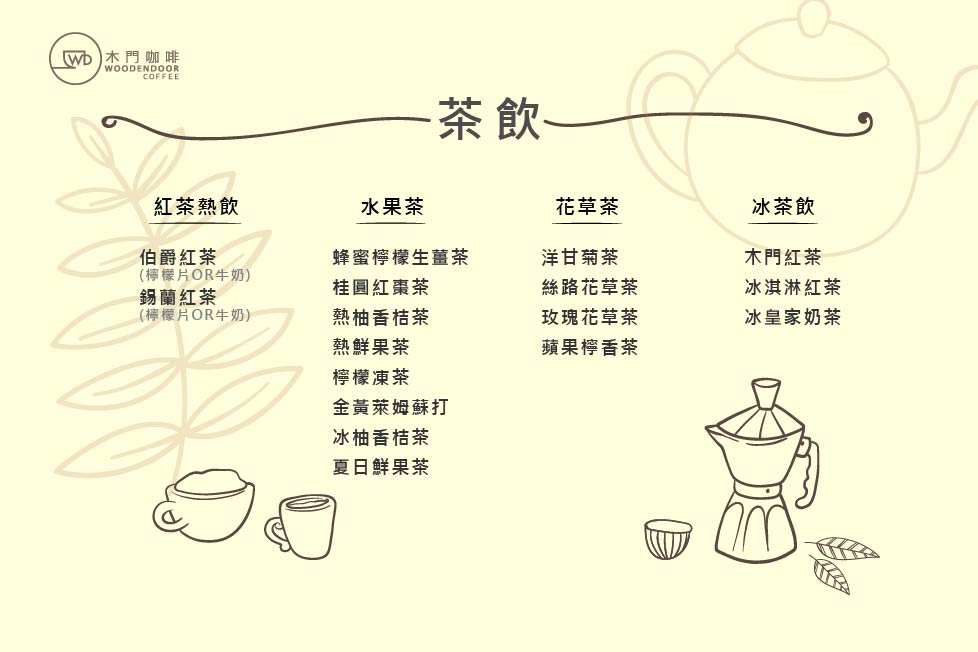 木門咖啡
WOODENDOOR
COFFEE
茶飲
紅茶熱飲
伯爵紅茶
(檸檬片OR牛奶)
錫蘭紅茶
(檸檬片OR牛奶)
水果茶
蜂蜜檸檬生薑茶
桂圓紅棗茶
熱柚香桔茶
熱鮮果茶
檸檬凍茶
金黃萊姆蘇打
冰柚香桔茶
夏日鮮果茶
花草茶
洋甘菊茶
絲路花草茶
玫瑰花草茶
蘋果檸香茶
冰茶飲
木門紅茶
冰淇淋紅茶
冰皇家奶茶